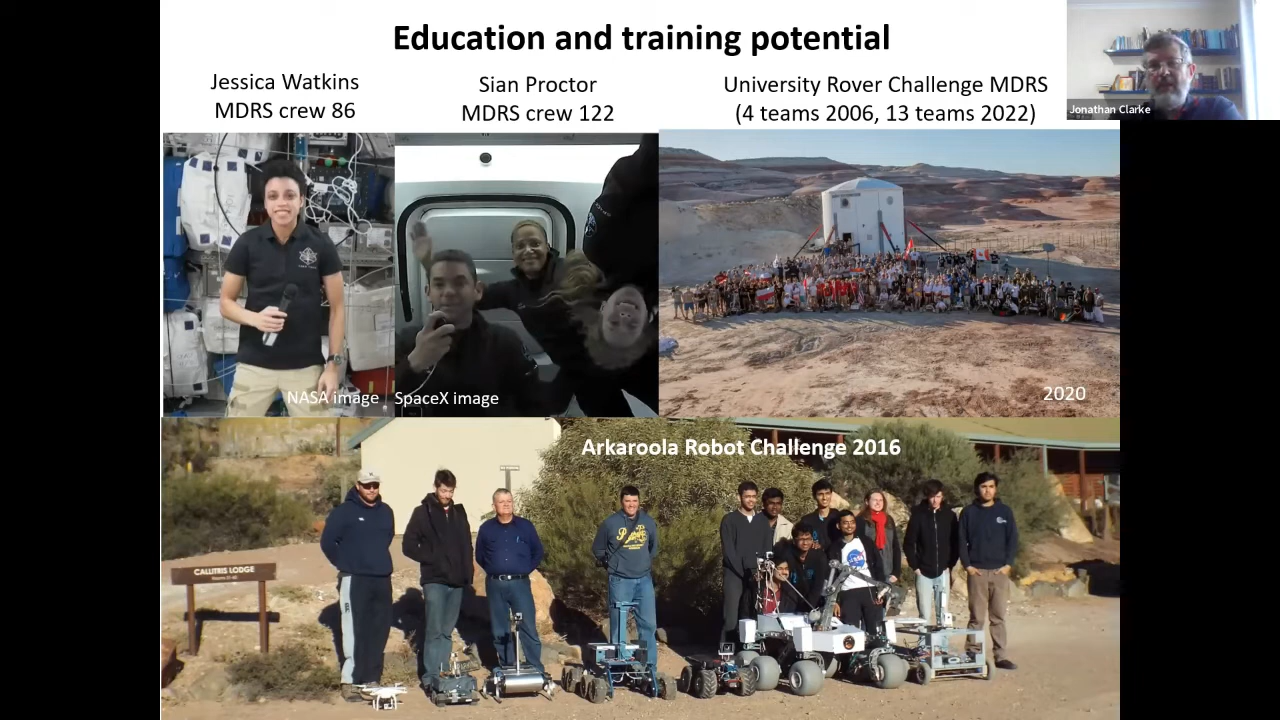 Education and training potential
Jessica Watkins
MDRS crew 86
Sian Proctor
MDRS crew 122
University Rover Challenge MDRS
(4 teams 2006, 13 teams 2022)
Jonathan Clarke
NASA image
SpaceX image
2020
Arkaroola Robot Challenge 2016
CALLITRIS LODGE